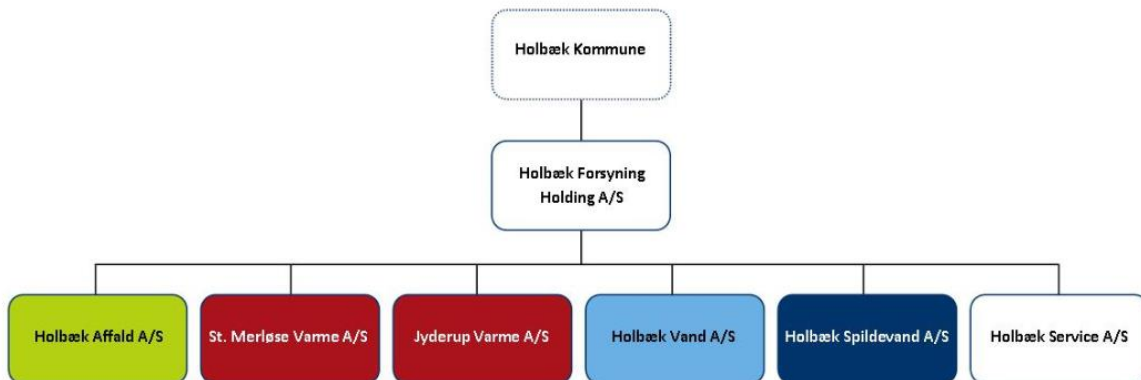 Holbæk Kommune
Holbæk Forsyning
Holding A/S
Holbæk Affald A/S
St. Merløse Varme A/S
Jyderup Varme A/S
Holbæk Vand A/S
Holbæk Spildevand A/S
Holbæk Service A/S